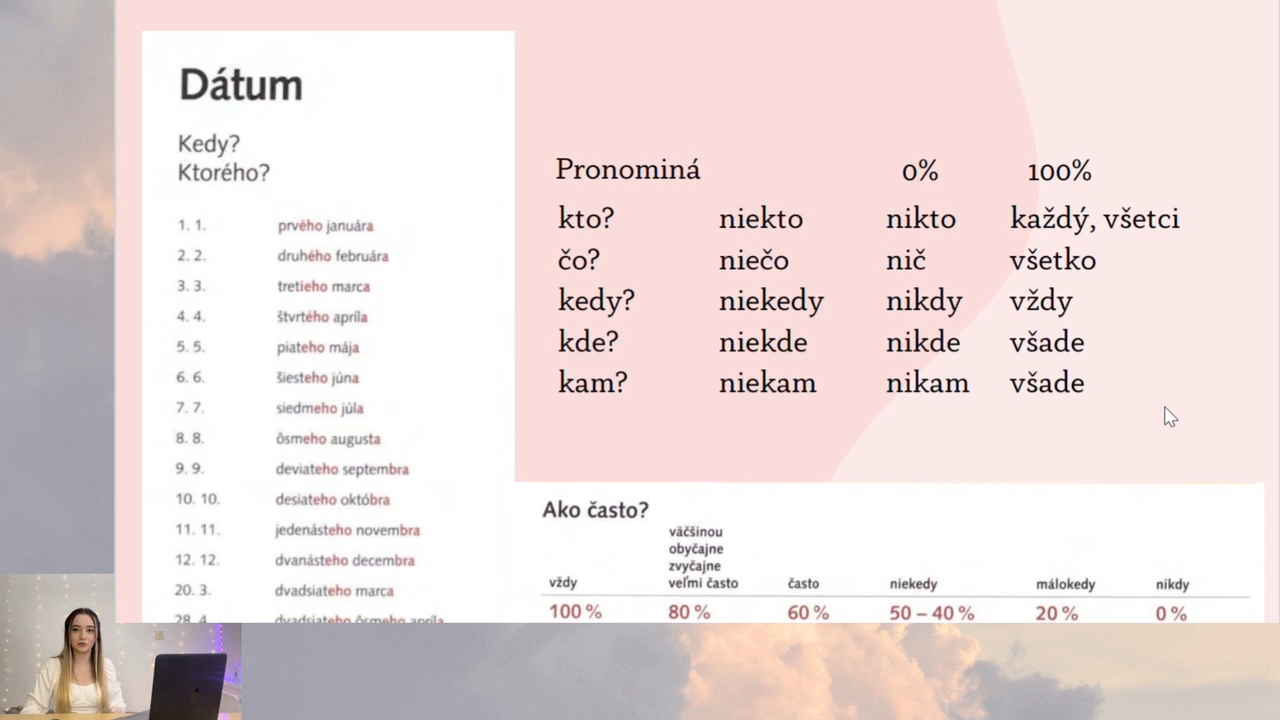 Dátum
Kedy?
Ktorého?
1. 1. prvého januára
2. 2. druhého februára
3. 3. tretieho marca
4. 4. štvrtého apríla
5. 5. piateho mája
6. 6. šiesteho júna
7. 7. siedmeho júla
8. 8. ôsmeho augusta
9. 9. deviateho septembra
10. 10. desiateho októbra
11. 11. jedenásteho novembra
12. 12. dvanásteho decembra
20. 3. dvadsiateho marca
28. 4. dvadsiateho ôsmeho apríla
Pronominá 0% 100%
kto? niekto nikto každý, všetci
čo? niečo nič všetko
kedy? niekedy nikdy vždy
kde? niekde nikde všade
kam? niekam nikam všade
Ako často?
väčšinou
obyčajne
zvyčajne
vždy veľmi často často niekedy málokedy nikdy
100 % 80 % 60 % 50 – 40 % 20 % 0 %